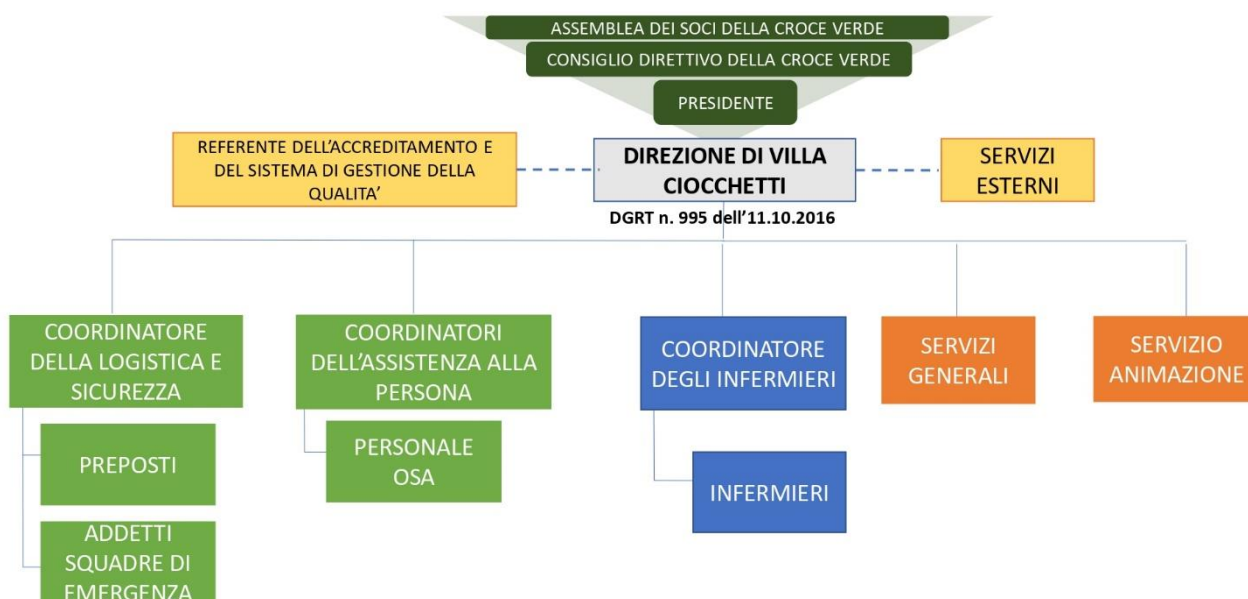 ASSEMBLEA DEI SOCI DELLA CROCE VERDE
CONSIGLIO DIRETTIVO DELLA CROCE VERDE
PRESIDENTE
REFERENTE DELL'ACCREDITAMENTO E
DEL SISTEMA DI GESTIONE DELLA
QUALITA'
DIREZIONE DI VILLA
CIOCCHETTI
SERVIZI
ESTERNI
DGRT n. 995 dell'11.10.2016
COORDINATORE
DELLA LOGISTICA E
SICUREZZA
COORDINATORI
DELL'ASSISTENZA ALLA
PERSONA
COORDINATORE
DEGLI INFERMIERI
SERVIZI
GENERALI
SERVIZIO
ANIMAZIONE
PREPOSTI
PERSONALE
OSA
INFERMIERI
ADDETTI
SQUADRE DI
EMERGENZA